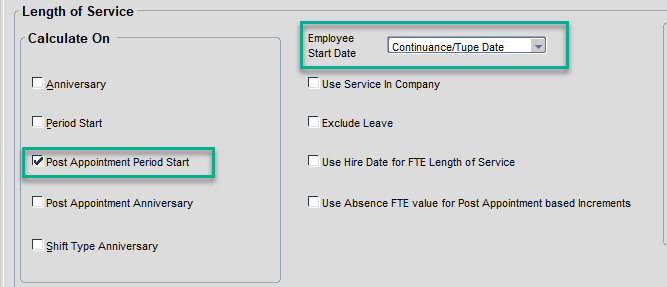 Length of Service
Calculate On
Employee
Start Date
Continuance/Tupe Date
Anniversary
Use Service In Company
Period Start
Exclude Leave
Post Appointment Period Start
Use Hire Date for FTE Length of Service
Post Appointment Anniversary
Use Absence FTE value for Post Appointment based Increments
Shift Type Anniversary